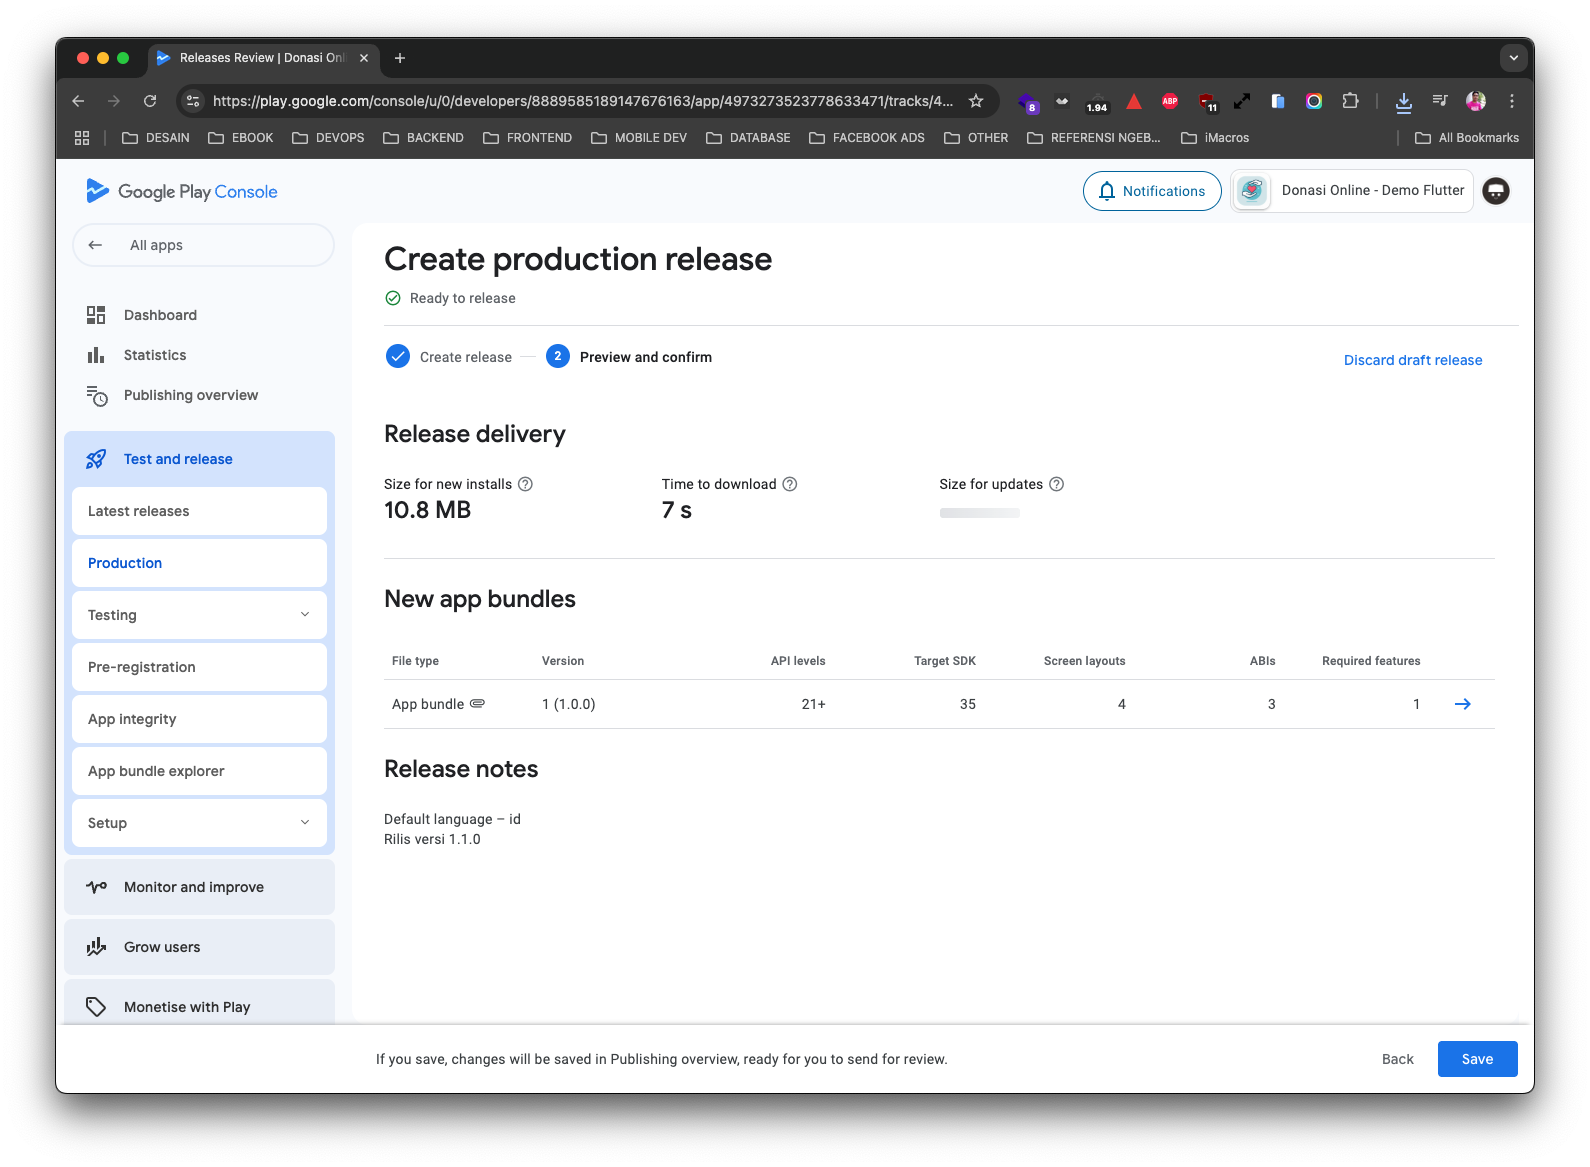 Releases Review | Donasi Onl
https://play.google.com/console/u/0/developers/8889585189147676163/app/4973273523778633471/tracks/4...
8
1.94
ABP
11
DESAIN
EBOOK
DEVOPS
BACKEND
FRONTEND
MOBILE DEV
DATABASE
FACEBOOK ADS
OTHER
REFERENSI NGEB...
iMacros
All Bookmarks
Google Play Console
Notifications
Donasi Online - Demo Flutter
All apps
Dashboard
Statistics
Publishing overview
Test and release
Latest releases
Production
Testing
Pre-registration
App integrity
App bundle explorer
Setup
Monitor and improve
Grow users
Monetise with Play
Create production release
Ready to release
Create release
2 Preview and confirm
Discard draft release
Release delivery
Size for new installs
10.8 MB
Time to download
7 s
Size for updates
New app bundles
File type Version API levels Target SDK Screen layouts ABIs Required features
App bundle 1 (1.0.0) 21+ 35 4 3 1
Release notes
Default language – id
Rilis versi 1.1.0
If you save, changes will be saved in Publishing overview, ready for you to send for review.
Back
Save